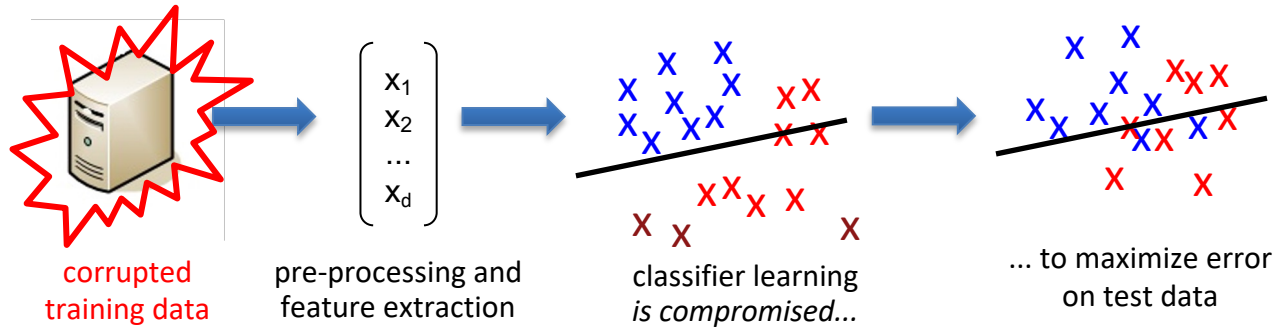 x1
x2
...
xd
corrupted
training data
pre-processing and
feature extraction
classifier learning
is compromised...
... to maximize error
on test data